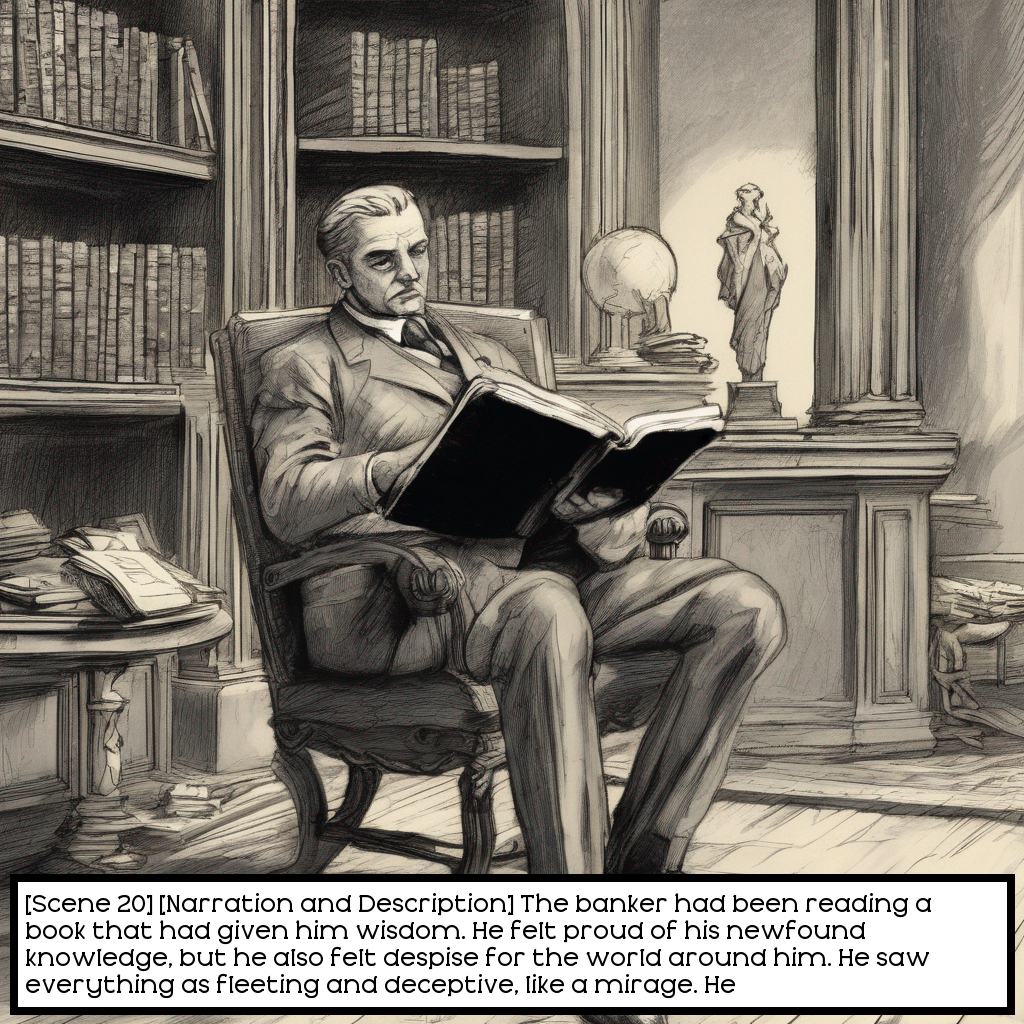 [Scene 20] [Narration and Description] The banker had been reading a
book that had given him wisdom. He felt proud of his newfound
knowledge, but he also felt despise for the world around him. He saw
everything as fleeting and deceptive, like a mirage. He